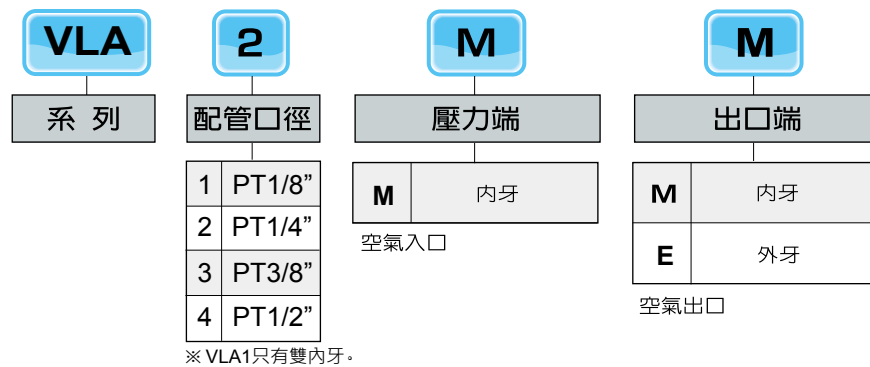 VLA 2 M M
系列 配管口徑 壓力端 出口端
1 PT1/8”
2 PT1/4”
3 PT3/8”
4 PT1/2”
※ VLA1只有雙內牙。
M 內牙
空氣入口
M 內牙
E 外牙
空氣出口